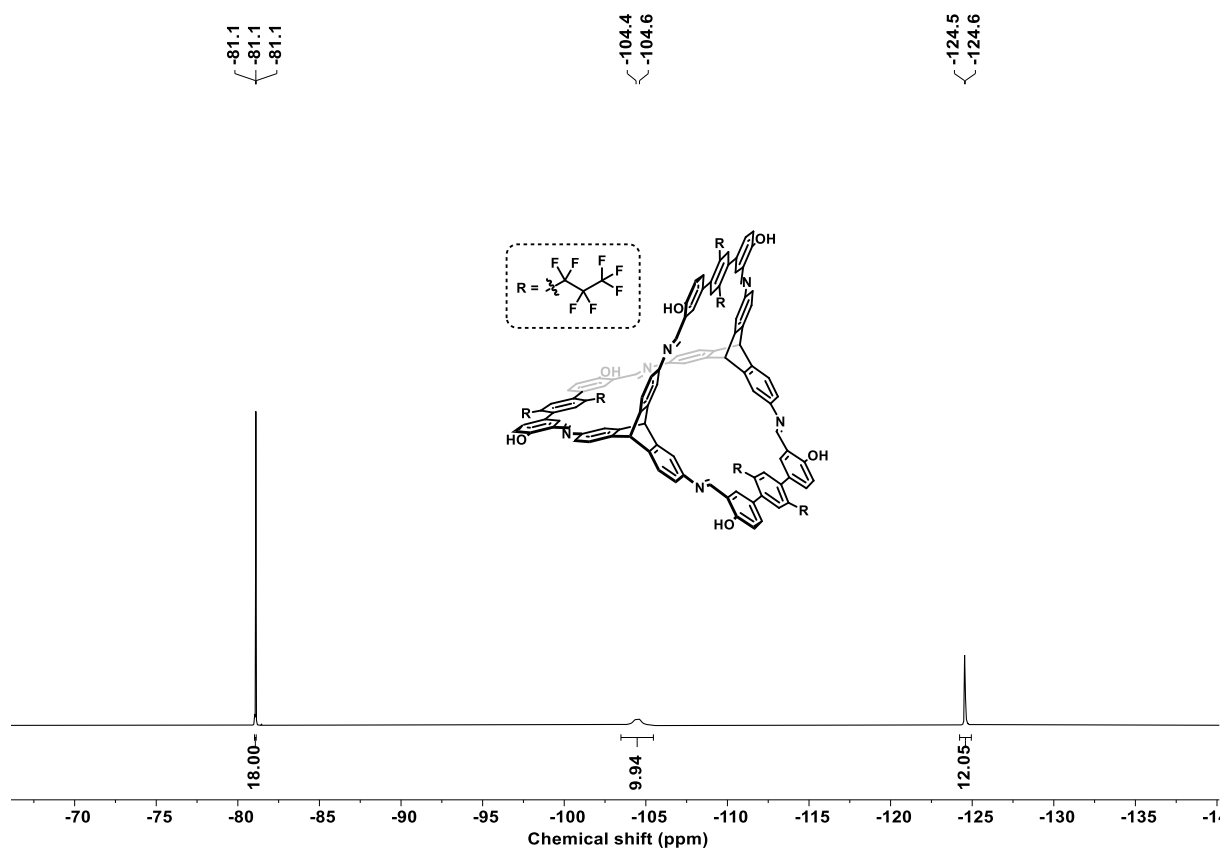 -81.1
-81.1
-81.1
-104.4
-104.6
-124.5
-124.6
R =
F F F F F F F
R
OH
N
R
HO
N
OH
N
R
R
HO
N
N
OH
R
N
R
HO
18.00
9.94
12.05
-70 -75 -80 -85 -90 -95 -100 -105 -110 -115 -120 -125 -130 -135
Chemical shift (ppm)